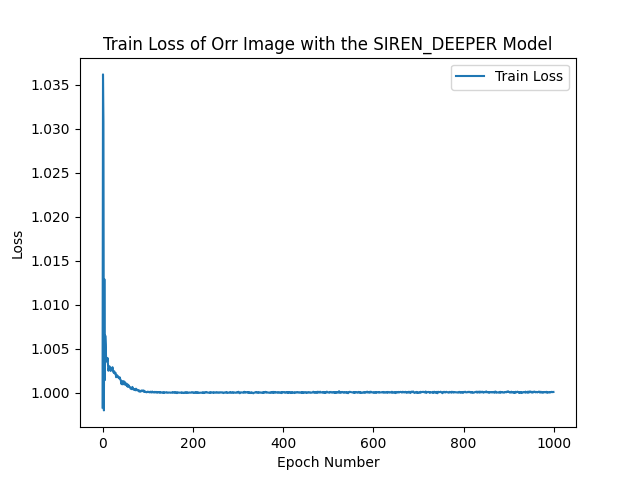 Train Loss of Orr Image with the SIREN_DEEPER Model
Train Loss
1.035
1.030
1.025
1.020
1.015
1.010
1.005
1.000
Loss
0 200 400 600 800 1000
Epoch Number